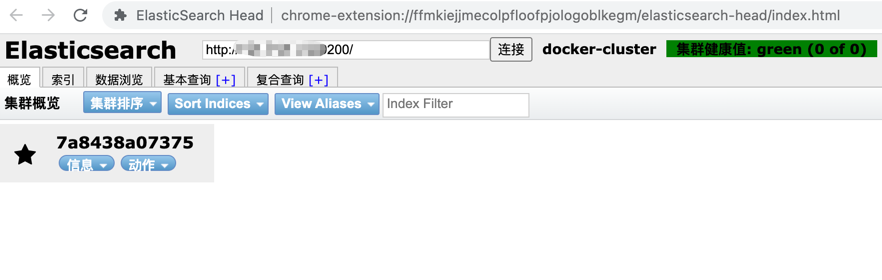 ElasticSearch Head | chrome-extension://ffmkiejjmecolpfloofpjologoblkegm/elasticsearch-head/index.html
Elasticsearch http:/ 200/ 连接 docker-cluster 集群健康值: green (0 of 0)
概览 索引 数据浏览 基本查询 [+] 复合查询 [+]
集群概览 集群排序 Sort Indices View Aliases Index Filter
7a8438a07375
信息 动作